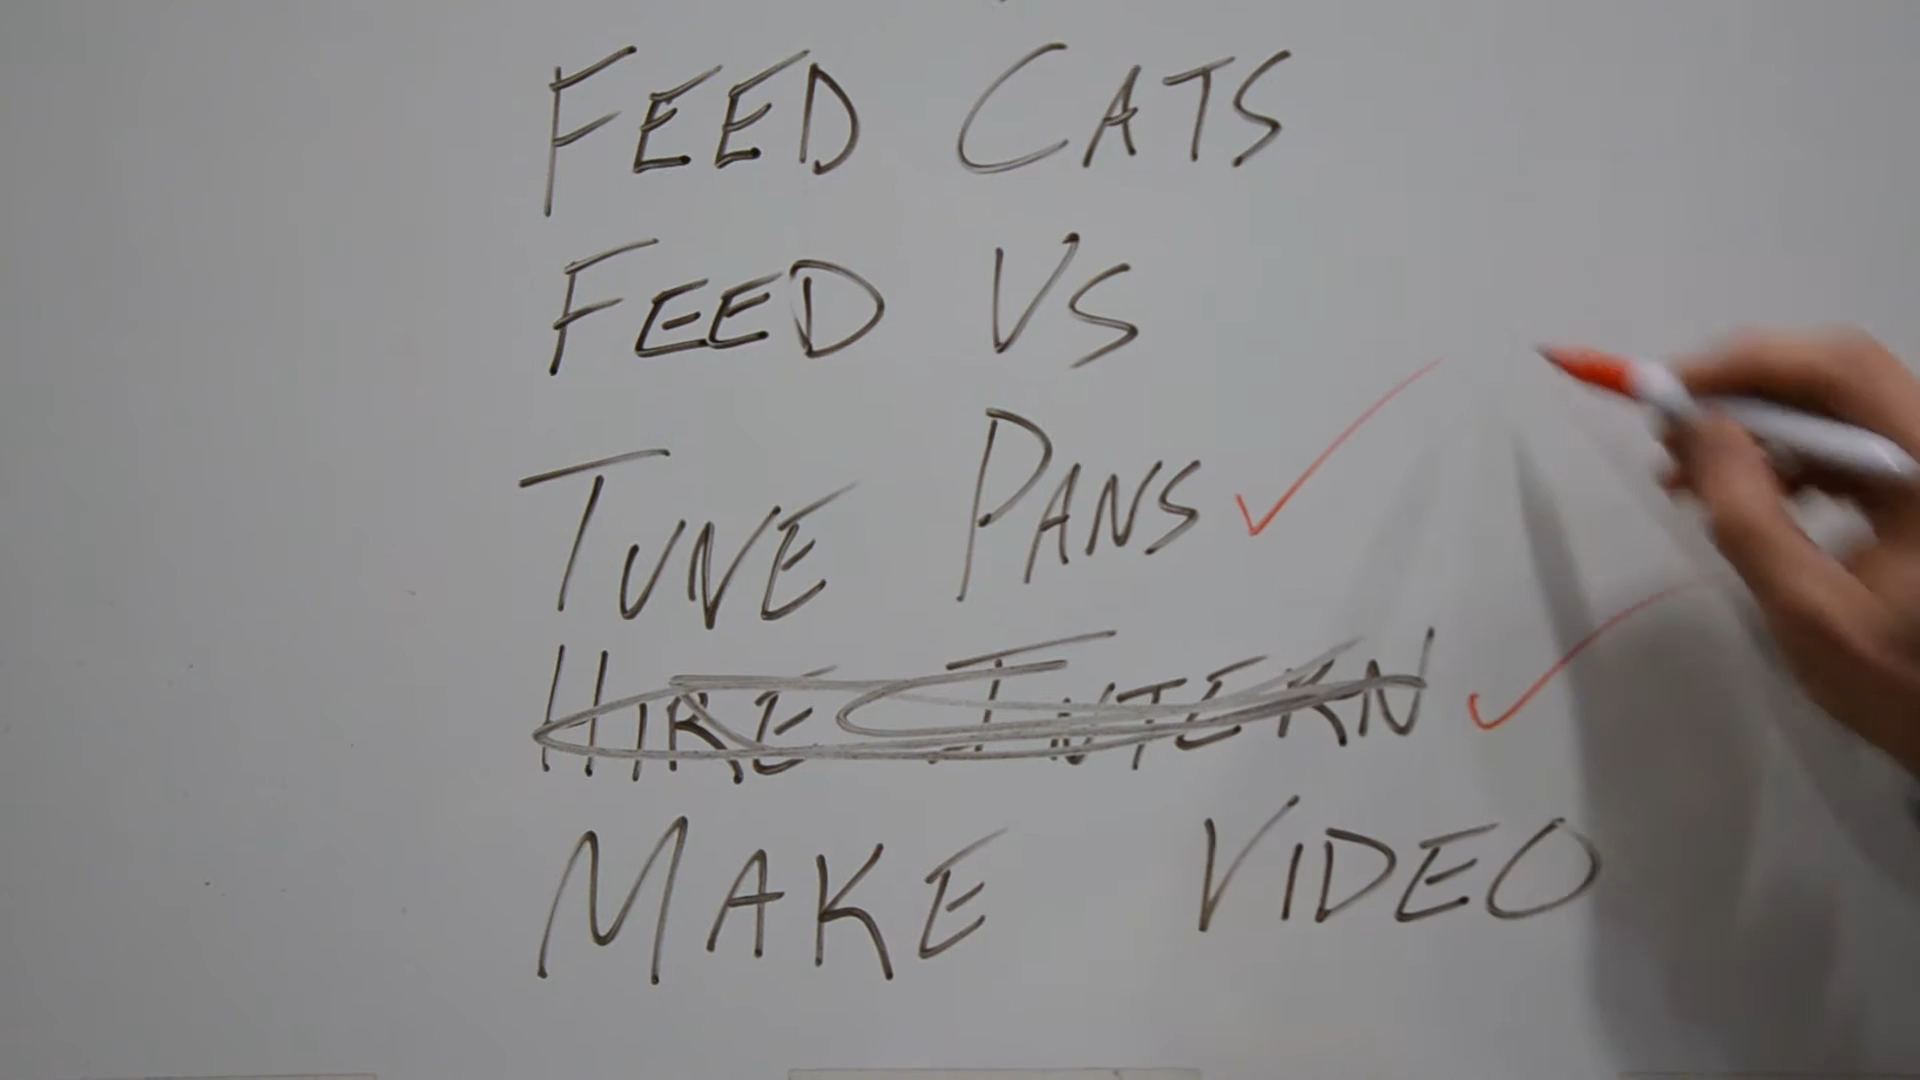 FEED CATS
FEED VS
TUNE PANS
HIRE INTERN
MAKE VIDEO